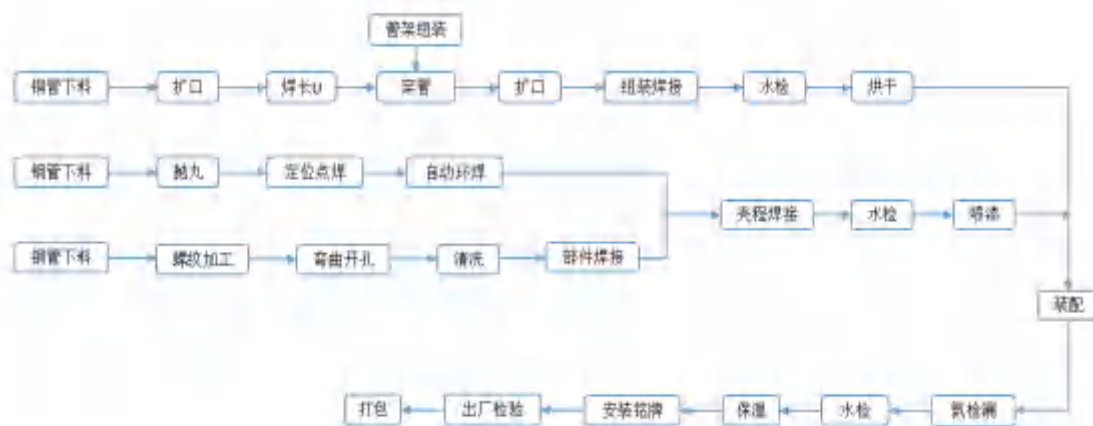 管架组装
铜管下料 扩口 焊长U 穿管 扩口 组装焊接 水检 烘干
钢管下料 抛丸 定位点焊 自动环焊
壳程焊接 水检 喷漆
铜管下料 螺纹加工 弯曲开孔 清洗 部件焊接
装配
打包 出厂检验 安装铭牌 保温 水检 氦检漏